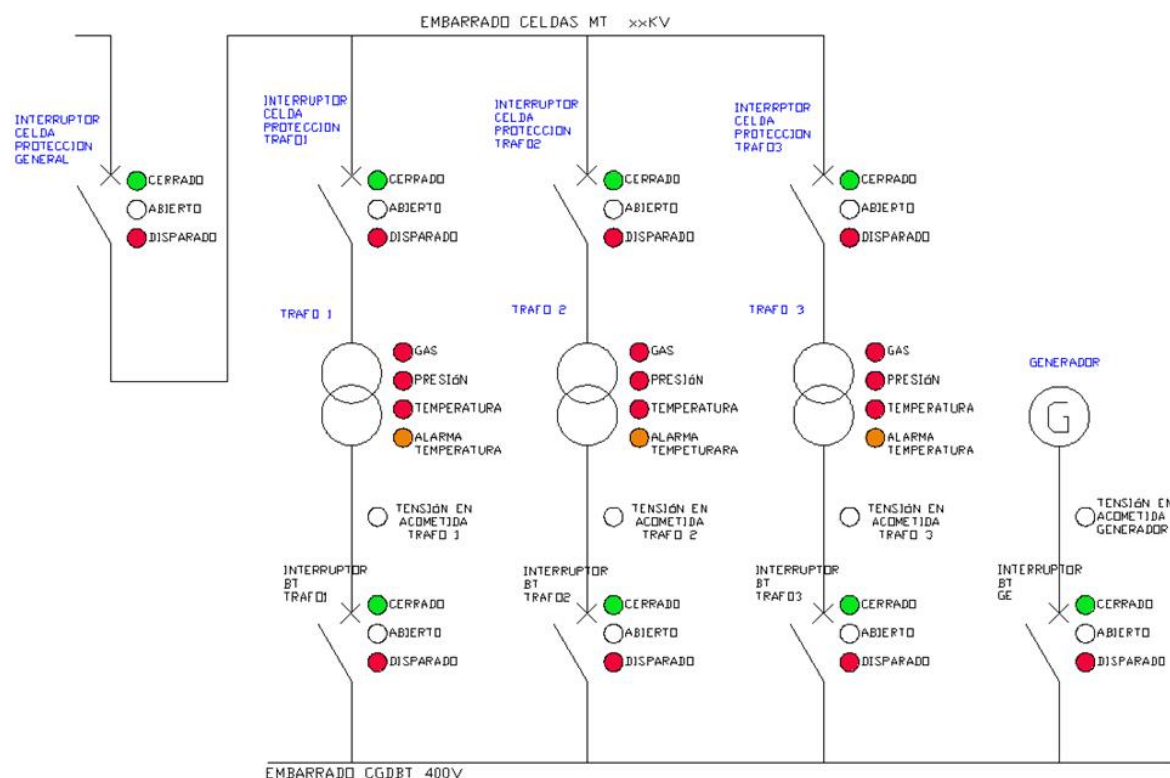 EMBARRADO CELDAS MT xxKV
INTERRUPTOR
CELDA
PROTECCION
GENERAL
CERRADO
ABIERTO
DISPARADO
INTERRUPTOR
CELDA
PROTECCION
TRAFO1
CERRADO
ABIERTO
DISPARADO
INTERRUPTOR
CELDA
PROTECCION
TRAFO2
CERRADO
ABIERTO
DISPARADO
INTERRPTOR
CELDA
PROTECCION
TRAFO3
CERRADO
ABIERTO
DISPARADO
TRAFO 1
GAS
PRESIóN
TEMPERATURA
ALARMA
TEMPERATURA
TRAFO 2
GAS
PRESIóN
TEMPERATURA
ALARMA
TEMPETURARA
TRAFO 3
GAS
PRESIóN
TEMPERATURA
ALARMA
TEMPERATURA
GENERADOR
G
TENSIóN EN
ACOMETIDA
TRAFO 1
TENSIóN EN
ACOMETIDA
TRAFO 2
TENSIóN EN
ACOMETIDA
TRAFO 3
TENSIóN EN
ACOMETIDA
GENERADOR
INTERRUPTOR
BT
TRAFO1
CERRADO
ABIERTO
DISPARADO
INTERRUPTOR
BT
TRAFO2
CERRADO
ABIERTO
DISPARADO
INTERRUPTOR
BT
TRAFO3
CERRADO
ABIERTO
DISPARADO
INTERRUPTOR
BT
GE
CERRADO
ABIERTO
DISPARADO
EMBARRADO CGDBT 400V